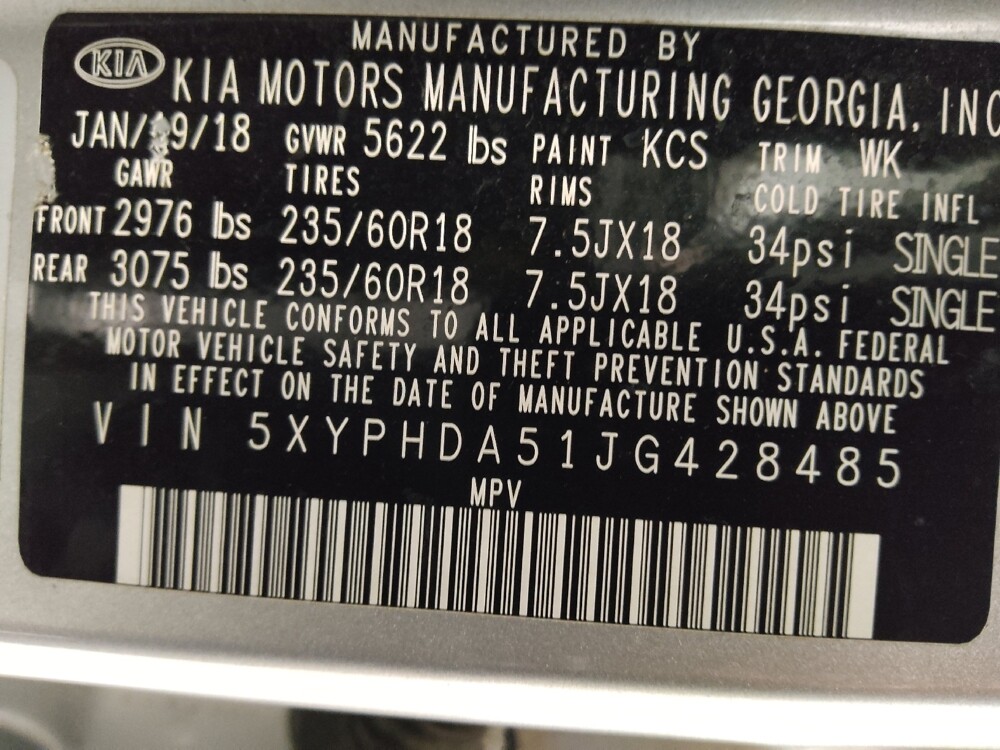 MANUFACTURED BY
KIA KIA MOTORS MANUFACTURING GEORGIA, INC
GVWR 5622 lbs PAINT KCS TRIM WK
GAWR TIRES RIMS COLD TIRE INFL
FRONT 2976 lbs 235/60R18 7.5JX18 34psi SINGLE
REAR 3075 lbs 235/60R18 7.5JX18 34psi SINGLE
THIS VEHICLE CONFORMS TO ALL APPLICABLE U.S.A. FEDERAL
MOTOR VEHICLE SAFETY AND THEFT PREVENTION STANDARDS
IN EFFECT ON THE DATE OF MANUFACTURE SHOWN ABOVE
VIN 5XYPHDA51JG428485
MPV